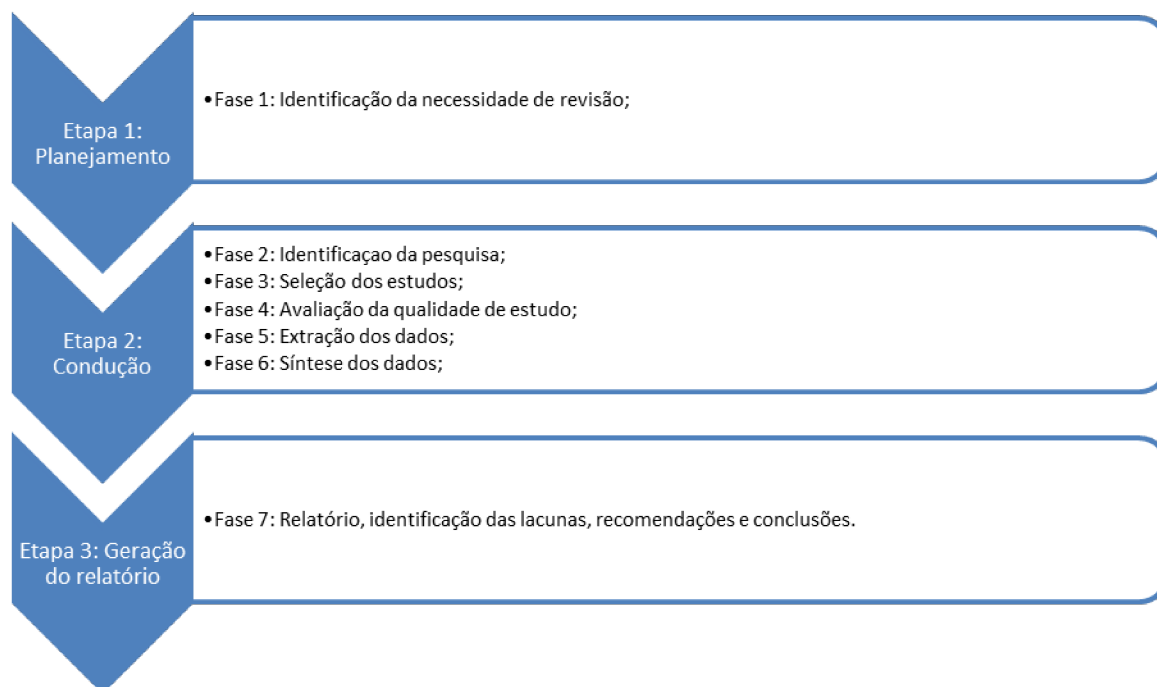 Etapa 1:
Planejamento
•Fase 1: Identificação da necessidade de revisão;
Etapa 2:
Condução
•Fase 2: Identificaçao da pesquisa;
•Fase 3: Seleção dos estudos;
•Fase 4: Avaliação da qualidade de estudo;
•Fase 5: Extração dos dados;
•Fase 6: Síntese dos dados;
Etapa 3: Geração
do relatório
•Fase 7: Relatório, identificação das lacunas, recomendações e conclusões.